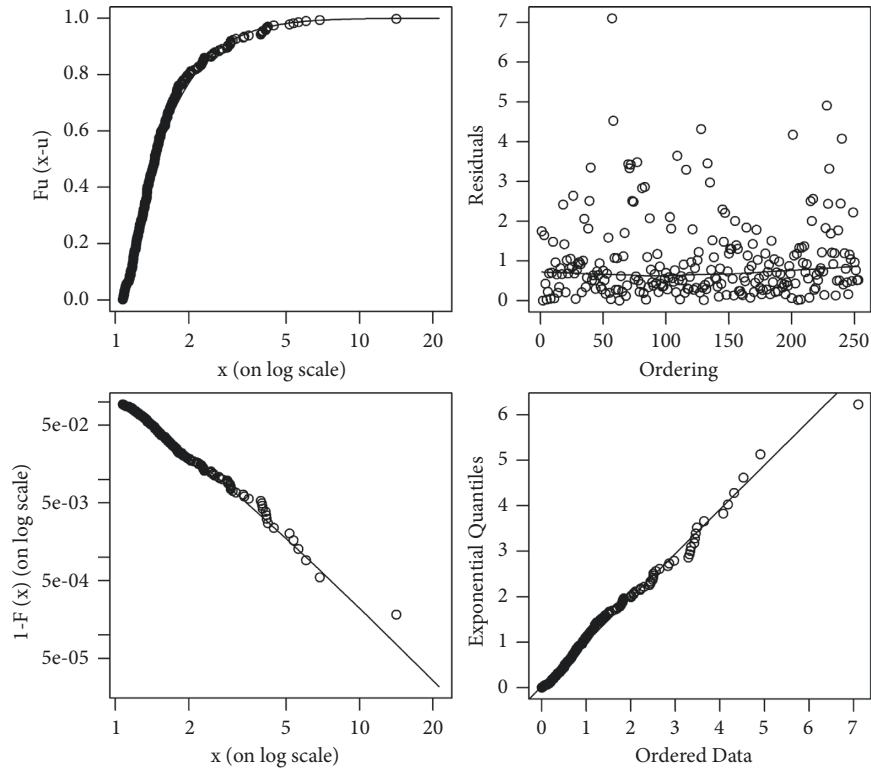 Fu (x-u)
1.0
0.8
0.6
0.4
0.2
0.0
1 2 5 10 20
x (on log scale)
Residuals
7
6
5
4
3
2
1
0
0 50 100 150 200 250
Ordering
1-F (x) (on log scale)
5e-02
5e-03
5e-04
5e-05
1 2 5 10 20
x (on log scale)
Exponential Quantiles
6
5
4
3
2
1
0
0 1 2 3 4 5 6 7
Ordered Data